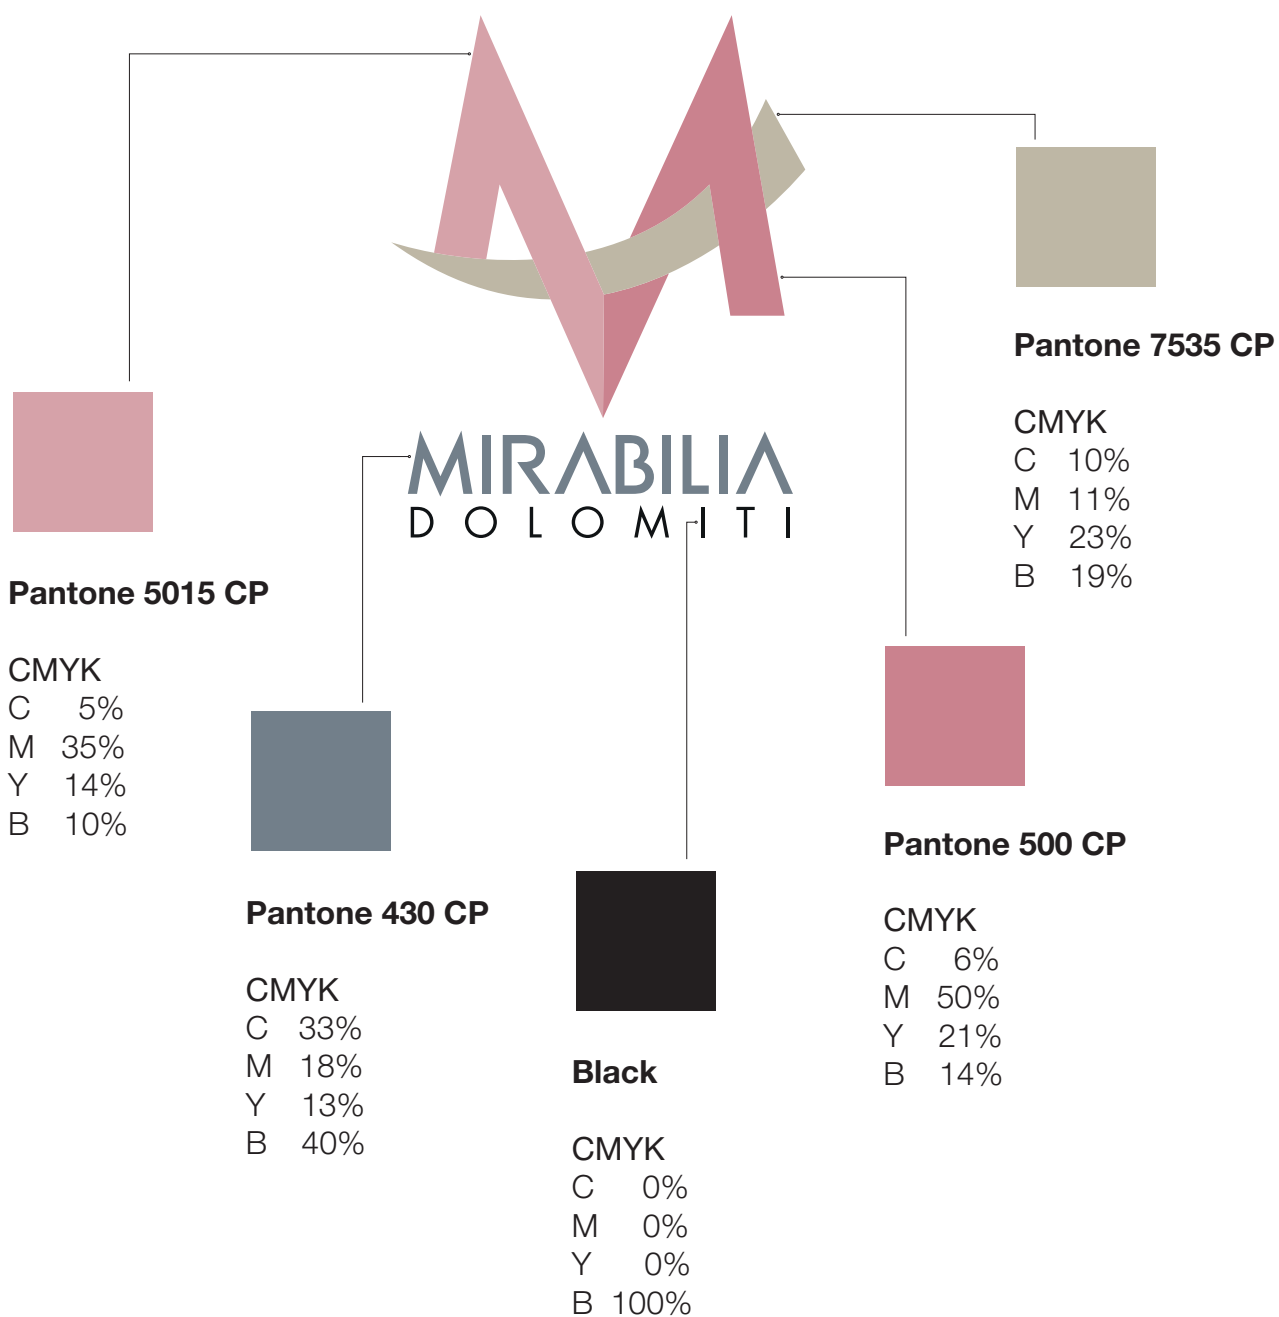 MIRABILIA
DOLOMITI
Pantone 7535 CP
CMYK
C 10%
M 11%
Y 23%
B 19%
Pantone 5015 CP
CMYK
C 5%
M 35%
Y 14%
B 10%
Pantone 430 CP
CMYK
C 33%
M 18%
Y 13%
B 40%
Black
CMYK
C 0%
M 0%
Y 0%
B 100%
Pantone 500 CP
CMYK
C 6%
M 50%
Y 21%
B 14%